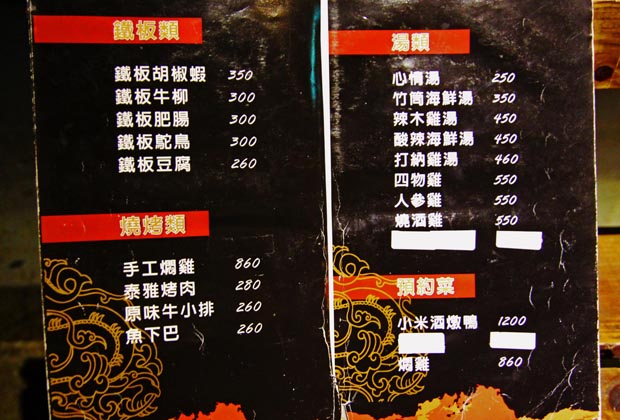 鐵板類
鐵板胡椒蝦 350
鐵板牛柳 300
鐵板肥腸 300
鐵板鴕鳥 300
鐵板豆腐 260
燒烤類
手工燜雞 860
泰雅烤肉 280
原味牛小排 260
魚下巴 260
湯類
心情湯 250
竹筒海鮮湯 350
辣木雞湯 450
酸辣海鮮湯 450
打納雞湯 460
四物雞 550
人參雞 550
燒酒雞 550
預約菜
小米酒燉鴨 1200
燜雞 860